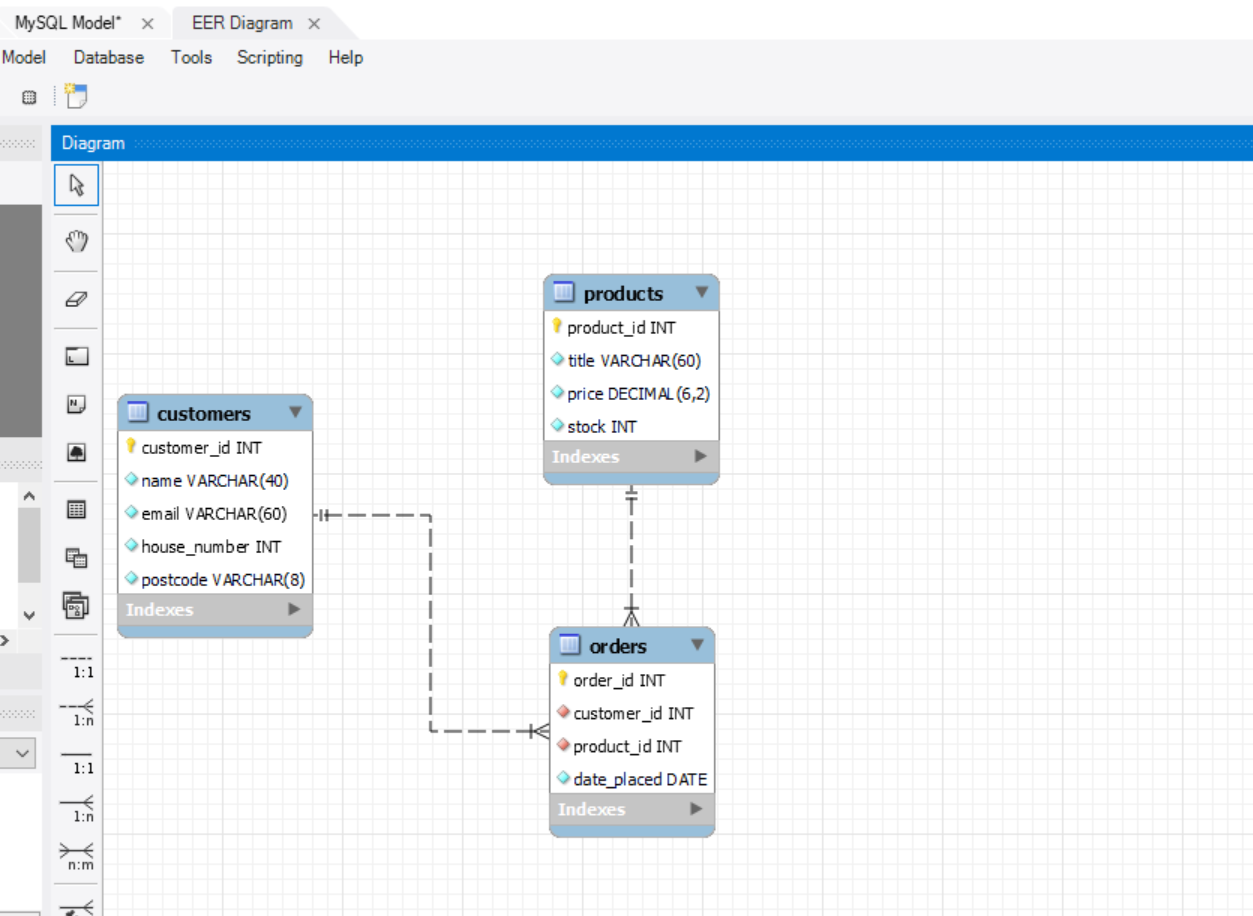 MySQL Model* × EER Diagram ×
Model Database Tools Scripting Help
Diagram
products
product_id INT
title VARCHAR(60)
price DECIMAL(6,2)
stock INT
Indexes
customers
customer_id INT
name VARCHAR(40)
email VARCHAR(60)
house_number INT
postcode VARCHAR(8)
Indexes
orders
order_id INT
customer_id INT
product_id INT
date_placed DATE
Indexes
1:1
1:n
1:1
1:n
n:m